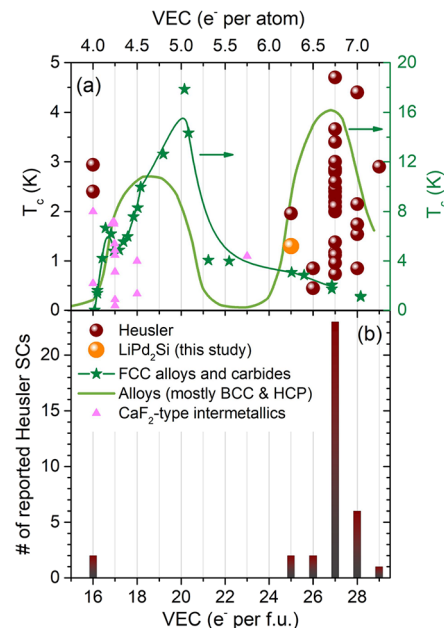 VEC (e⁻ per atom)
4.0 4.5 5.0 5.5 6.0 6.5 7.0
(a)
T_c (K)
5
4
3
2
1
0
T_c (K)
20
16
12
8
4
0
Heusler
LiPd₂Si (this study)
FCC alloys and carbides
Alloys (mostly BCC & HCP)
CaF₂-type intermetallics
(b)
# of reported Heusler SCs
20
15
10
5
0
16 18 20 22 24 26 28
VEC (e⁻ per f.u.)